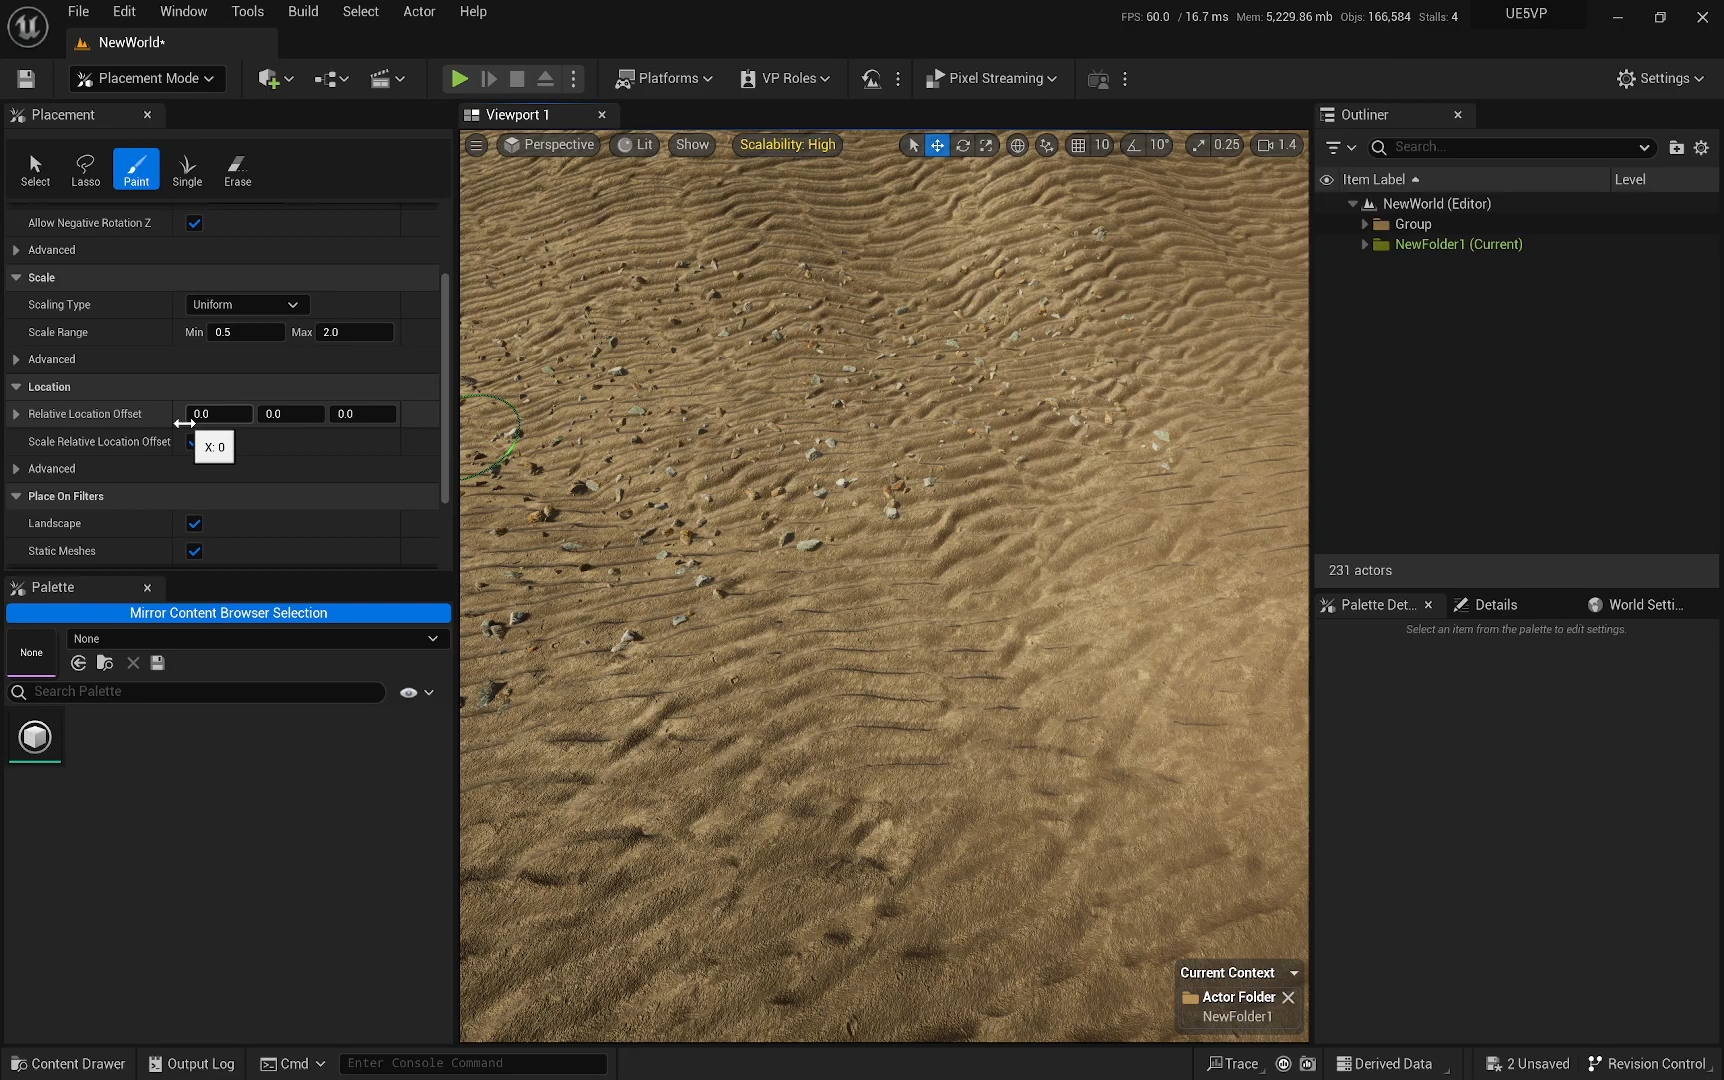 File Edit Window Tools Build Select Actor Help
FPS: 60.0 / 16.7 ms Mem: 5,229.86 mb Objs: 166,584 Stalls: 4
UE5VP
NewWorld*
Placement Mode
Platforms
VP Roles
Pixel Streaming
Settings
Placement
Select
Lasso
Paint
Single
Erase
Allow Negative Rotation Z
Advanced
Scale
Scaling Type Uniform
Scale Range Min 0.5 Max 2.0
Advanced
Location
Relative Location Offset 0.0 0.0 0.0
Scale Relative Location Offset
X: 0
Advanced
Place On Filters
Landscape
Static Meshes
Palette
Mirror Content Browser Selection
None
None
Search Palette
Viewport 1
Perspective Lit Show Scalability: High 10 10° 0.25 1.4
Current Context
Actor Folder
NewFolder1
Outliner
Search...
Item Label Level
NewWorld (Editor)
Group
NewFolder1 (Current)
231 actors
Palette Det... Details World Setti...
Select an item from the palette to edit settings.
Content Drawer Output Log Cmd Enter Console Command Trace Derived Data 2 Unsaved Revision Control